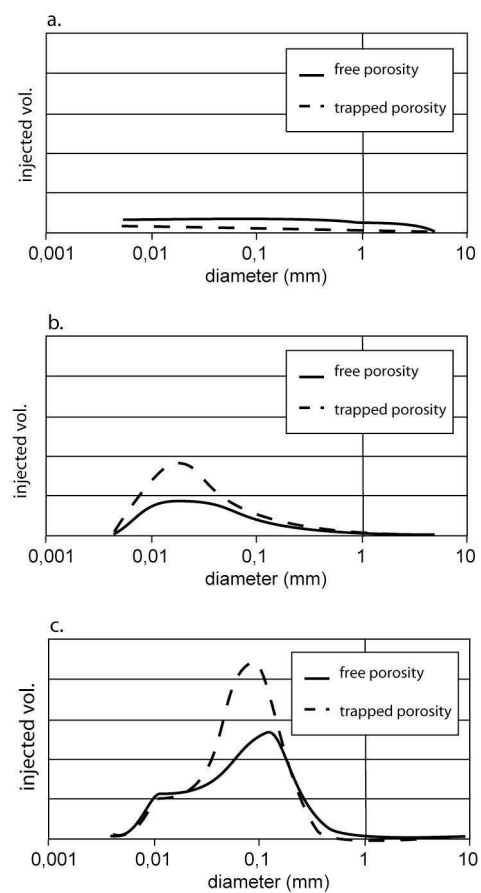 a.
injected vol.
free porosity
trapped porosity
0,001 0,01 0,1 1 10
diameter (mm)
b.
injected vol.
free porosity
trapped porosity
0,001 0,01 0,1 1 10
diameter (mm)
c.
injected vol.
free porosity
trapped porosity
0,001 0,01 0,1 1 10
diameter (mm)